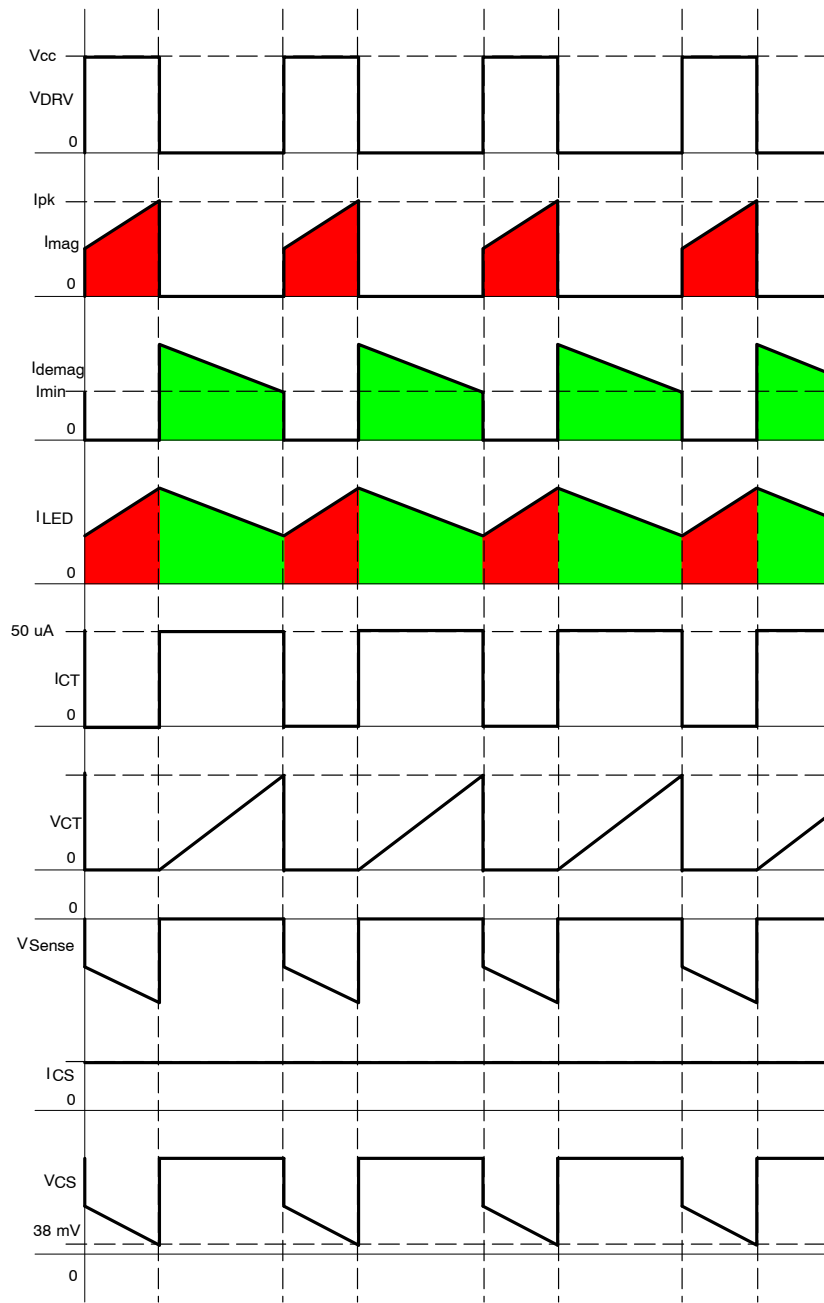 Vcc
VDRV
0
Ipk
Imag
0
Idemag
Imin
0
ILED
0
50 uA
ICT
0
VCT
0
0
VSense
ICS
0
VCS
38 mV
0